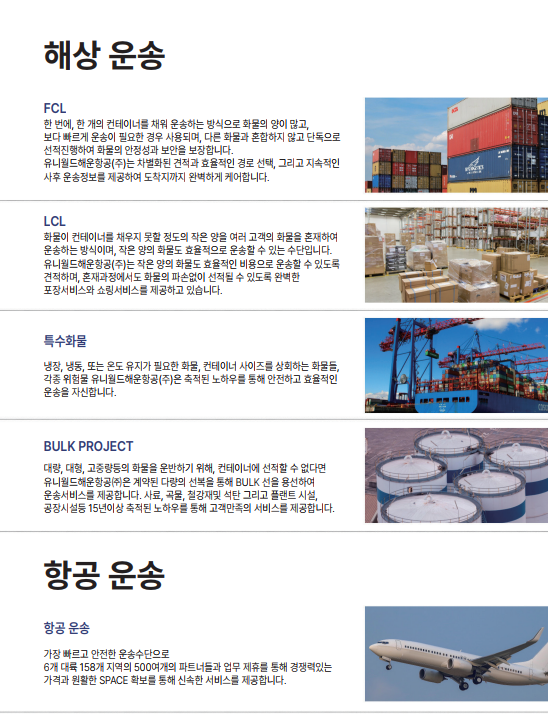 해상 운송
FCL
한 번에, 한 개의 컨테이너를 채워 운송하는 방식으로 화물의 양이 많고,
보다 빠르게 운송이 필요한 경우 사용되며, 다른 화물과 혼합하지 않고 단독으로
선적진행하여 화물의 안정성과 보안을 보장합니다.
유니월드해운항공(주)는 차별화된 견적과 효율적인 경로 선택, 그리고 지속적인
사후 운송정보를 제공하여 도착지까지 완벽하게 케어합니다.
LCL
화물이 컨테이너를 채우지 못할 정도의 작은 양을 여러 고객의 화물을 혼재하여
운송하는 방식이며, 작은 양의 화물도 효율적으로 운송할 수 있는 수단입니다.
유니월드해운항공(주)는 작은 양의 화물도 효율적인 비용으로 운송할 수 있도록
견적하며, 혼재과정에서도 화물의 파손없이 선적될 수 있도록 완벽한
포장서비스와 쇼링서비스를 제공하고 있습니다.
특수화물
냉장, 냉동, 또는 온도 유지가 필요한 화물, 컨테이너 사이즈를 상회하는 화물들,
각종 위험물 유니월드해운항공(주)은 축적된 노하우를 통해 안전하고 효율적인
운송을 자신합니다.
BULK PROJECT
대량, 대형, 고중량등의 화물을 운반하기 위해, 컨테이너에 선적할 수 없다면
유니월드해운항공㈜은 계약된 다량의 선복을 통해 BULK 선을 용선하여
운송서비스를 제공합니다. 사료, 곡물, 철강재및 석탄 그리고 플랜트 시설,
공장시설등 15년이상 축적된 노하우를 통해 고객만족의 서비스를 제공합니다.
항공 운송
항공 운송
가장 빠르고 안전한 운송수단으로
6개 대륙 158개 지역의 500여개의 파트너들과 업무 제휴를 통해 경쟁력있는
가격과 원활한 SPACE 확보를 통해 신속한 서비스를 제공합니다.